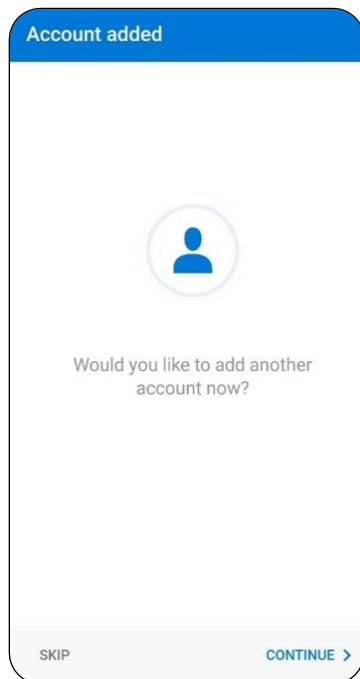 Account added
Would you like to add another
account now?
SKIP
CONTINUE